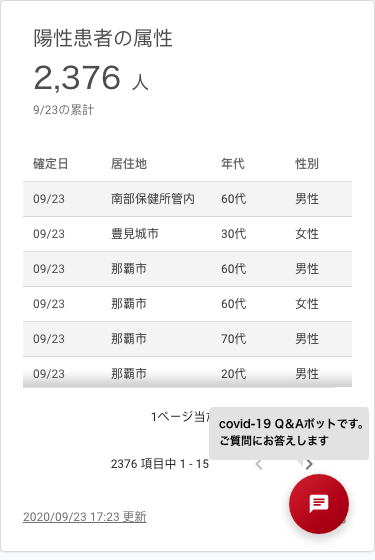 陽性患者の属性
2,376 人
9/23の累計
確定日 居住地 年代 性別
09/23 南部保健所管内 60代 男性
09/23 豊見城市 30代 女性
09/23 那覇市 60代 男性
09/23 那覇市 60代 女性
09/23 那覇市 70代 男性
09/23 那覇市 20代 男性
1ページ当
covid-19 Q&Aボットです。
ご質問にお答えします
2376 項目中 1 - 15
2020/09/23 17:23 更新